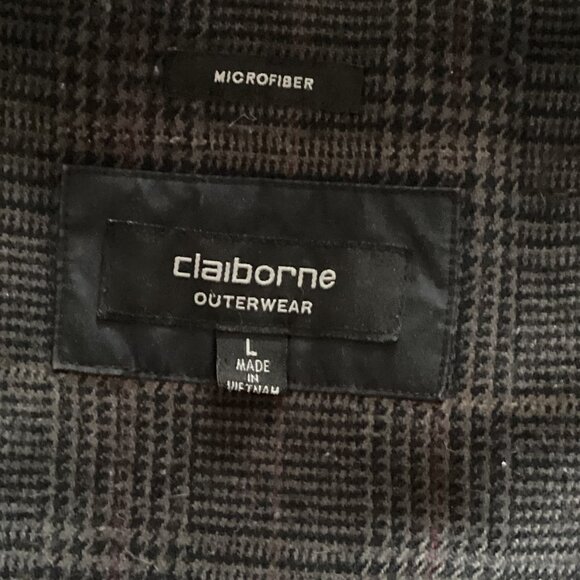 MICROFIBER
claiborne
OUTERWEAR
L
MADE
IN
VIETNAM